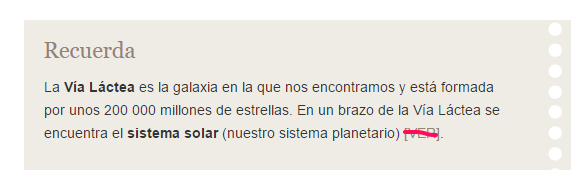 Recuerda
La Vía Láctea es la galaxia en la que nos encontramos y está formada
por unos 200 000 millones de estrellas. En un brazo de la Vía Láctea se
encuentra el sistema solar (nuestro sistema planetario) [VER].